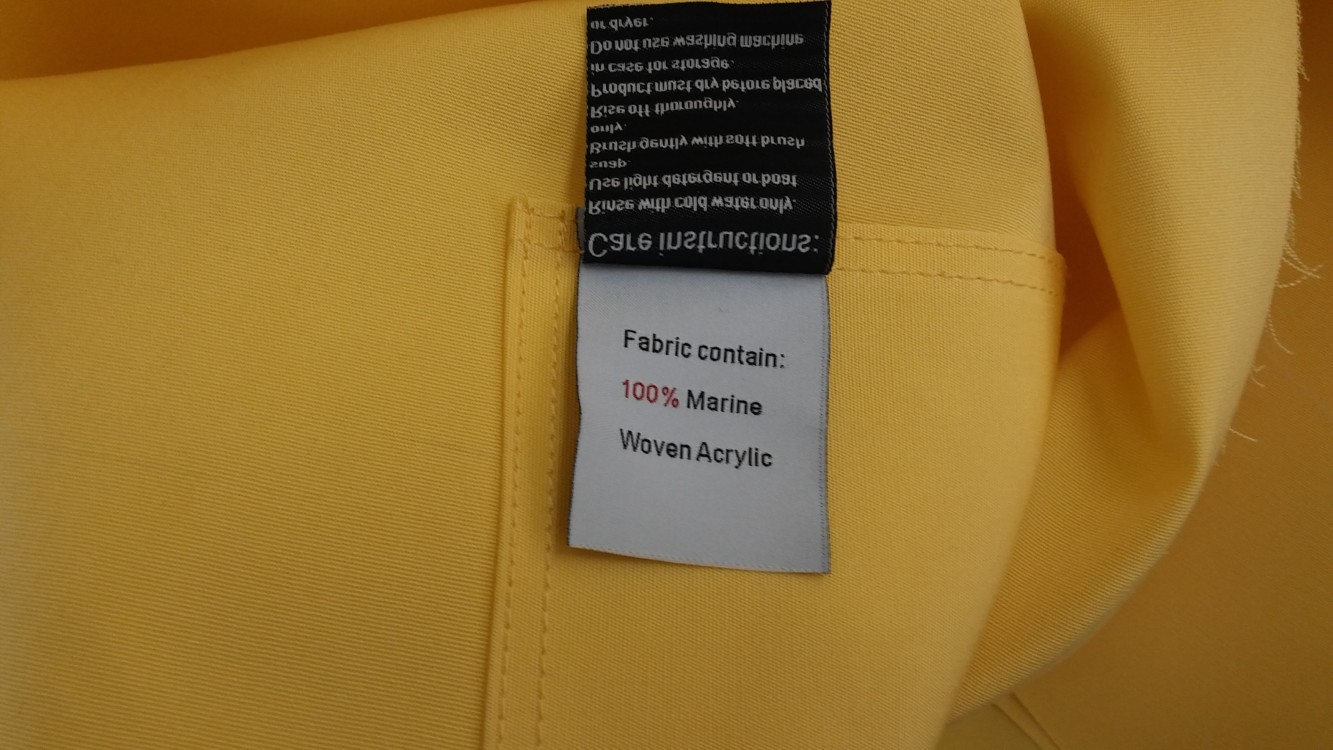 Care instructions:
Rinse with cold water only.
Use light detergent or boat
soap.
Brush gently with soft brush
only.
Rise off thoroughly.
Product must dry before placed
in case for storage.
Do not use washing machine
or dryer.
Fabric contain:
100% Marine
Woven Acrylic